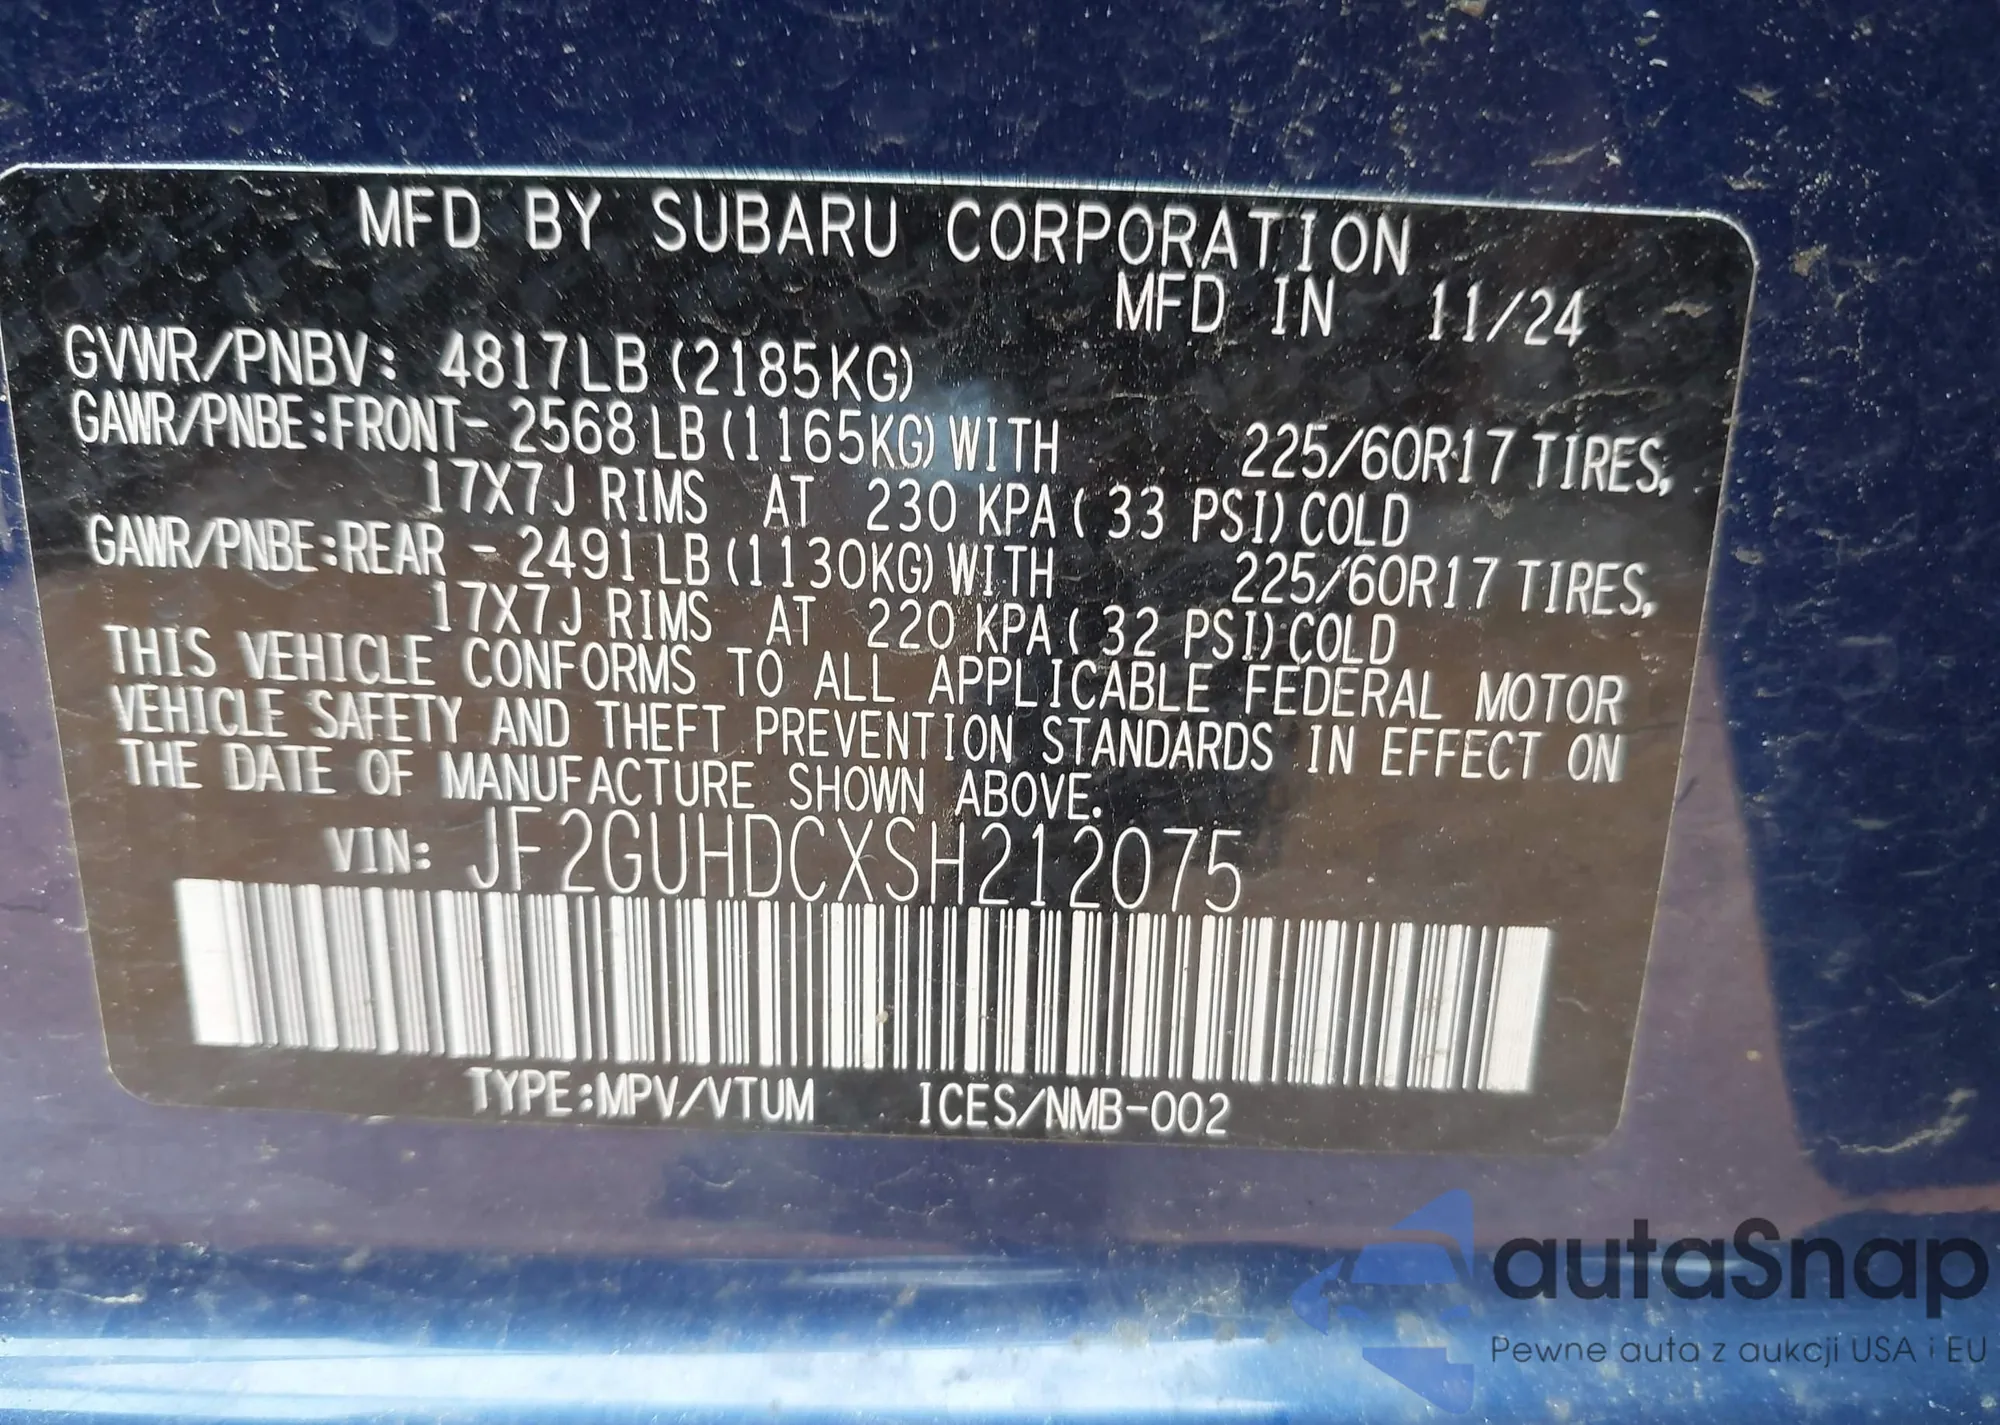 MFD BY SUBARU CORPORATION
MFD IN 11/24
GVWR/PNBV: 4817LB (2185KG)
GAWR/PNBE:FRONT- 2568 LB (1165KG) WITH 225/60R17 TIRES,
17X7J RIMS AT 230 KPA ( 33 PSI) COLD
GAWR/PNBE:REAR - 2491 LB (1130KG) WITH 225/60R17 TIRES,
17X7J RIMS AT 220 KPA ( 32 PSI) COLD
THIS VEHICLE CONFORMS TO ALL APPLICABLE FEDERAL MOTOR
VEHICLE SAFETY AND THEFT PREVENTION STANDARDS IN EFFECT ON
THE DATE OF MANUFACTURE SHOWN ABOVE.
VIN: JF2GUHDCXSH212075
TYPE:MPV/VTUM ICES/NMB-002
autaSnap
Pewne auta z aukcji USA i EU